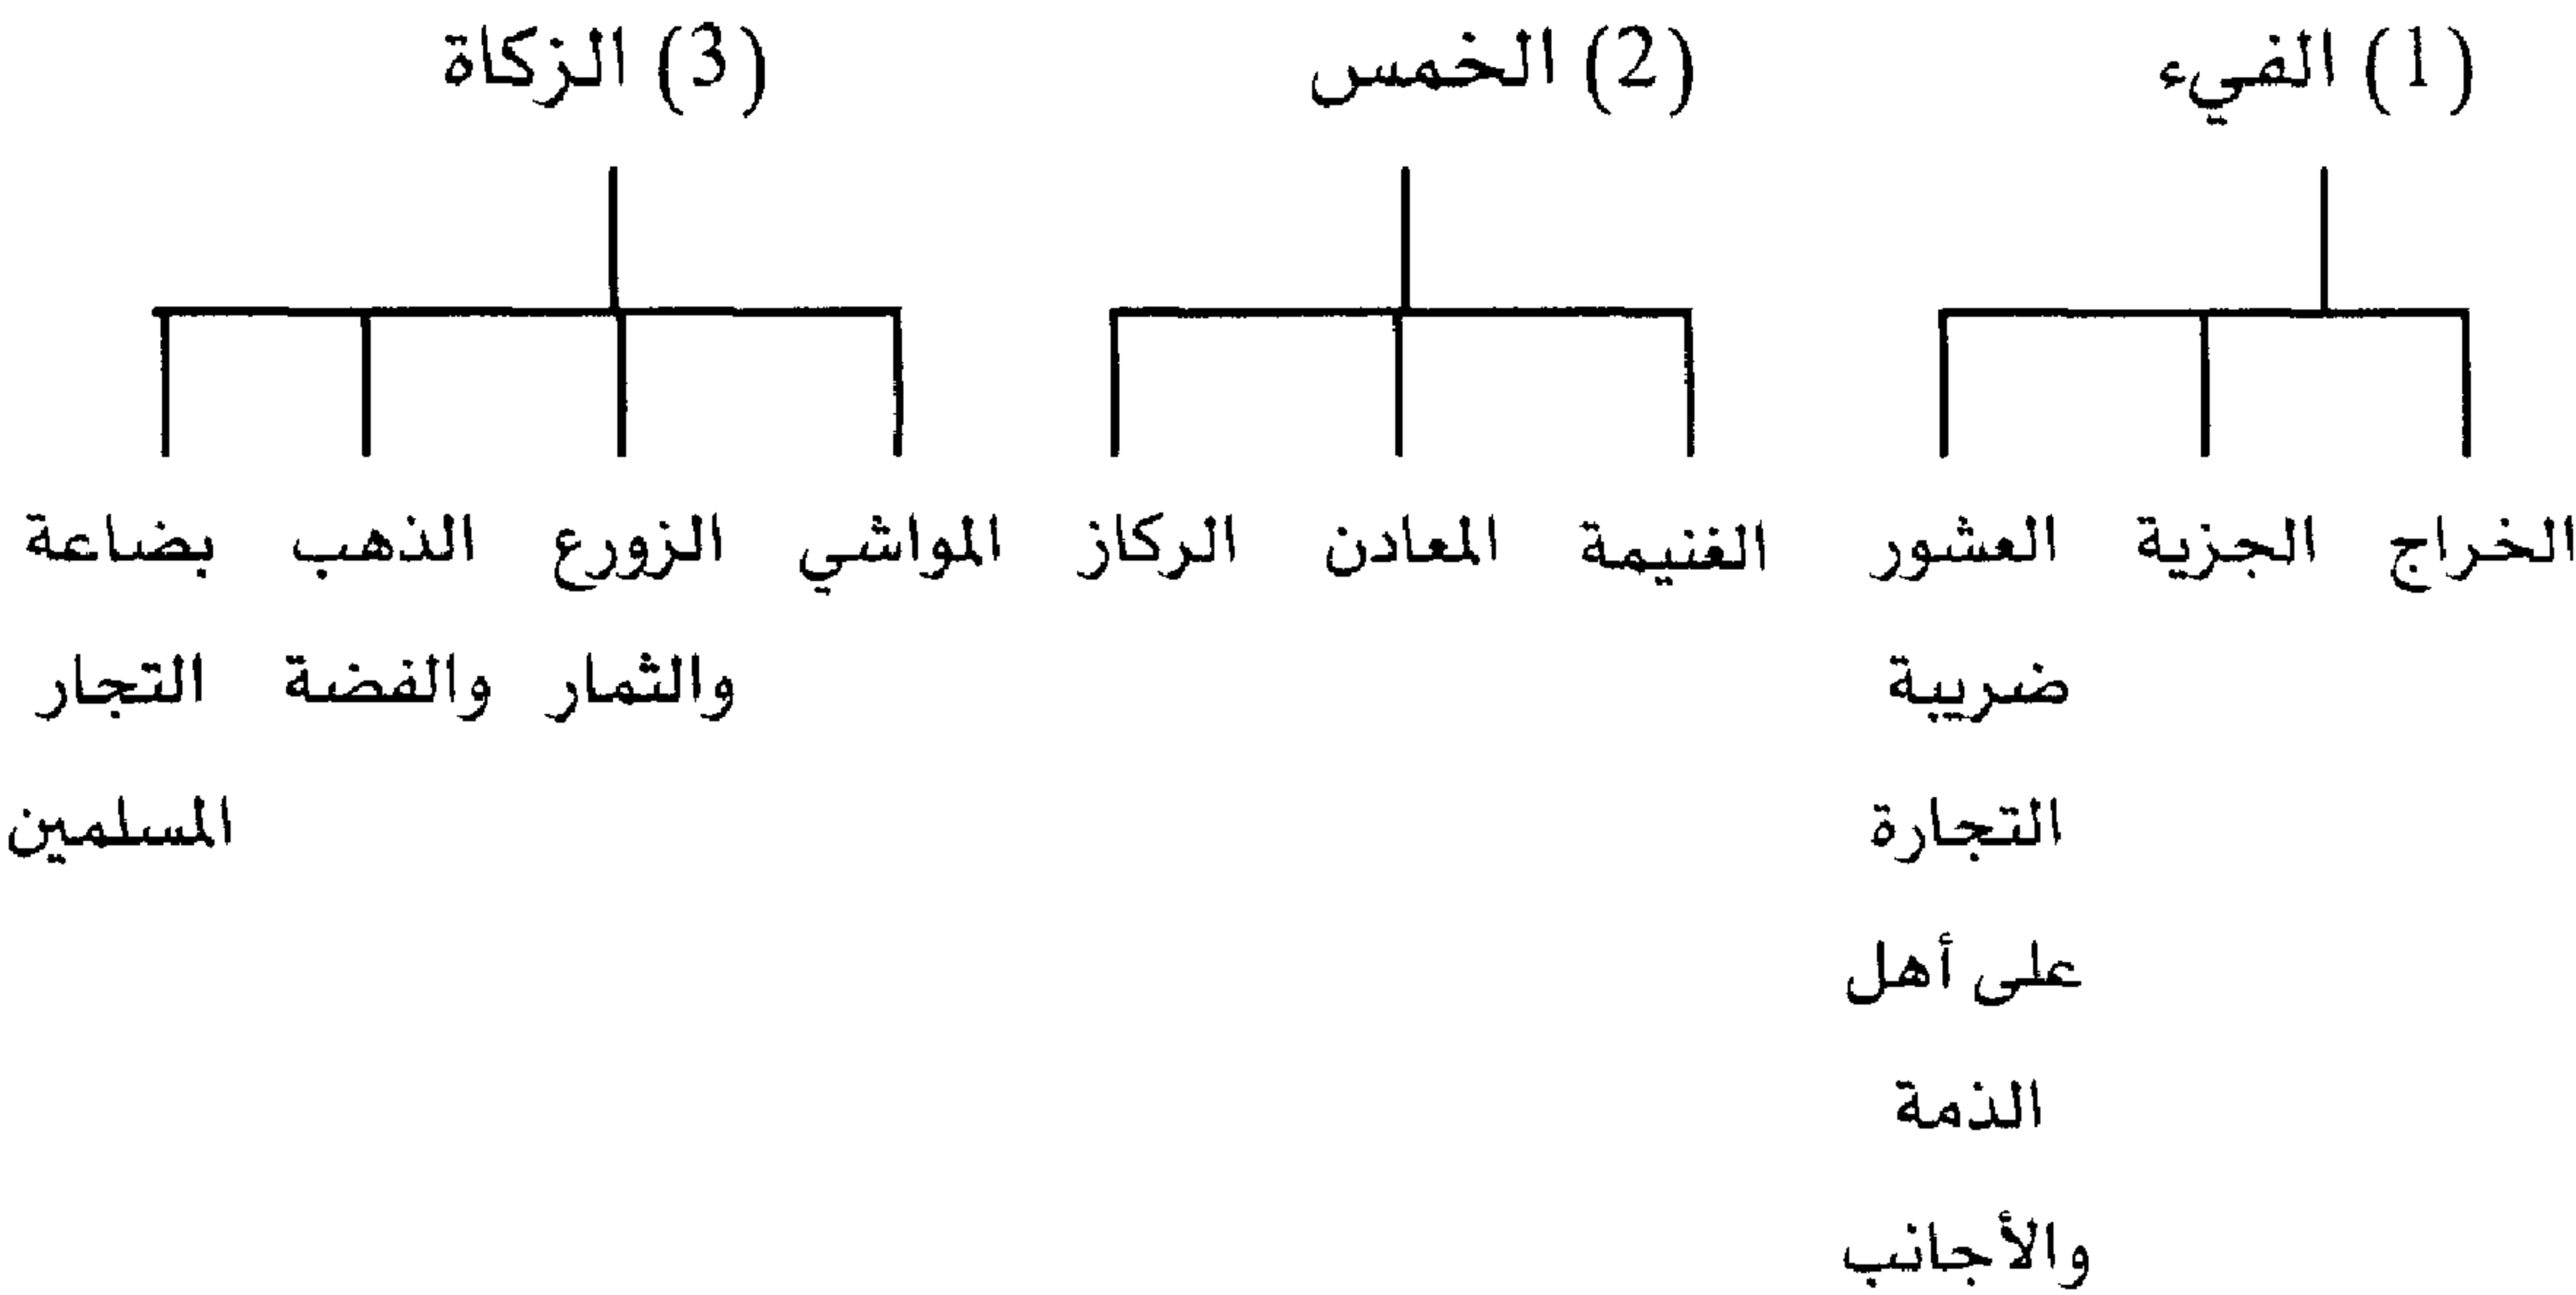 (1) الفيء (2) الخمس (3) الزكاة
الخراج الجزية العشور الغنيمة المعادن الركاز المواشي الزورع الذهب بضاعة
ضريبة والثمار والفضة التجار
التجارة المسلمين
على أهل
الذمة
والأجانب